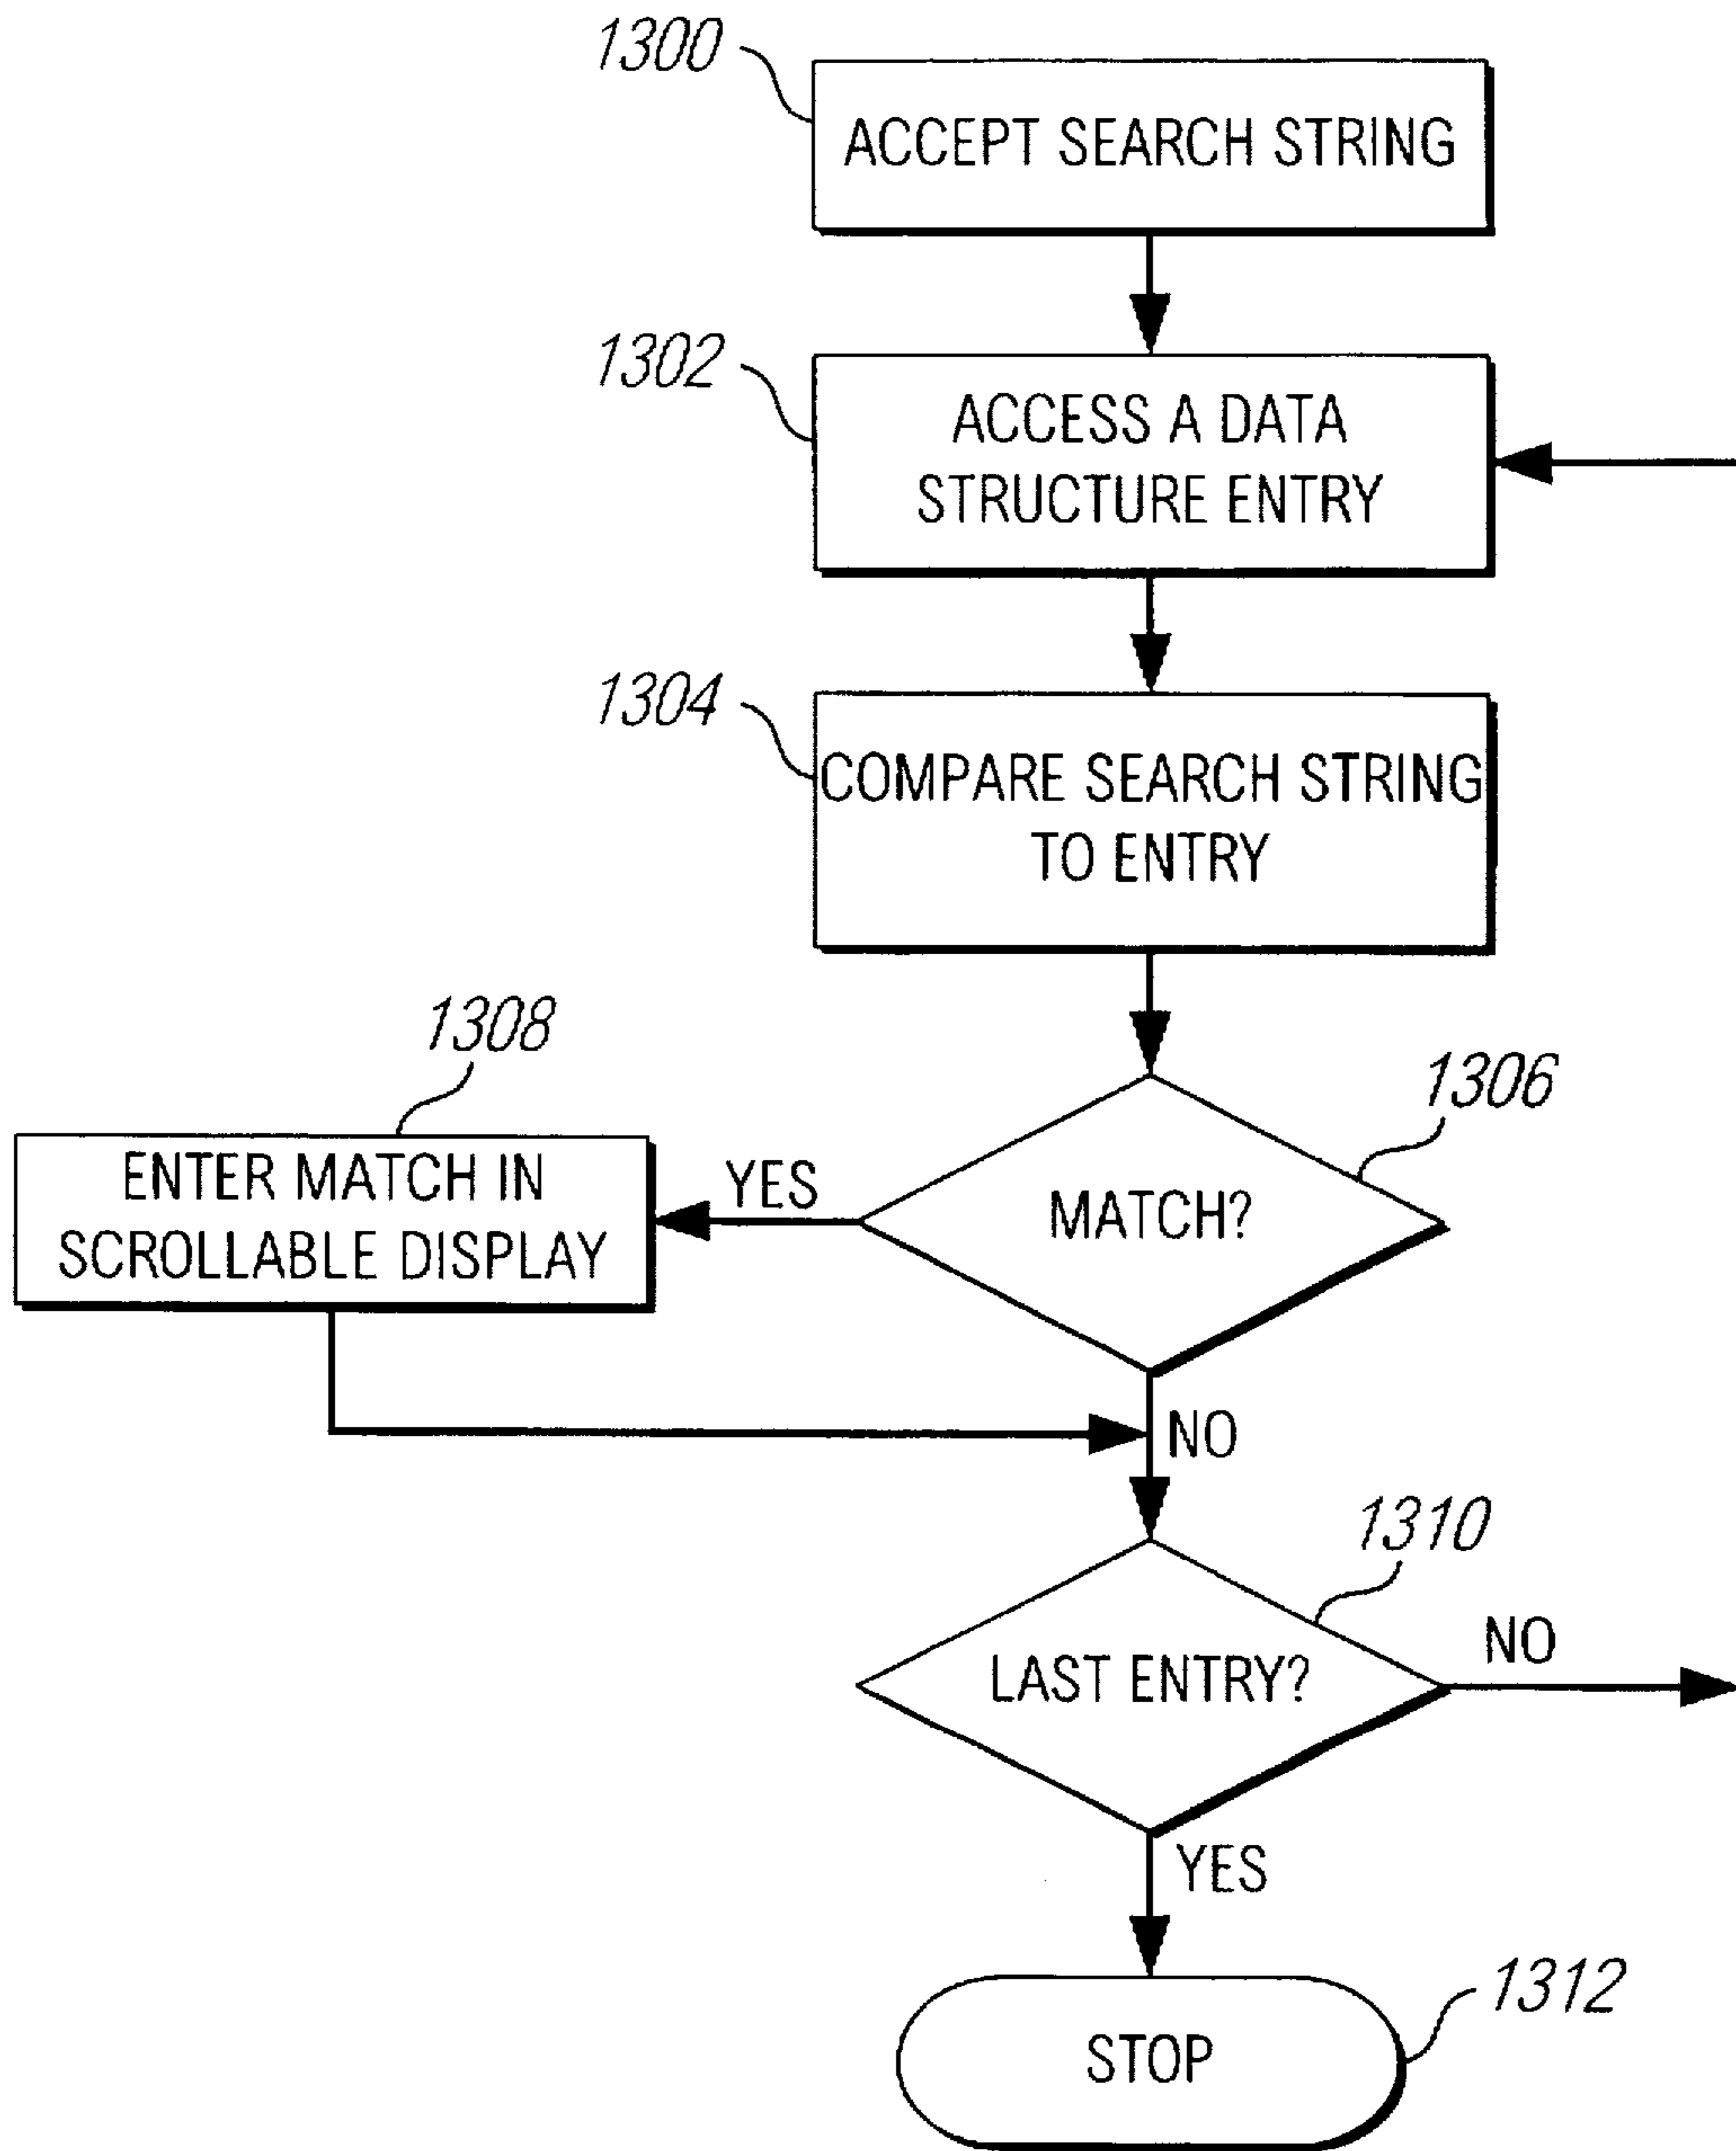 1300
ACCEPT SEARCH STRING
1302
ACCESS A DATA
STRUCTURE ENTRY
1304
COMPARE SEARCH STRING
TO ENTRY
1308
ENTER MATCH IN
SCROLLABLE DISPLAY
YES
1306
MATCH?
NO
1310
LAST ENTRY?
NO
YES
1312
STOP